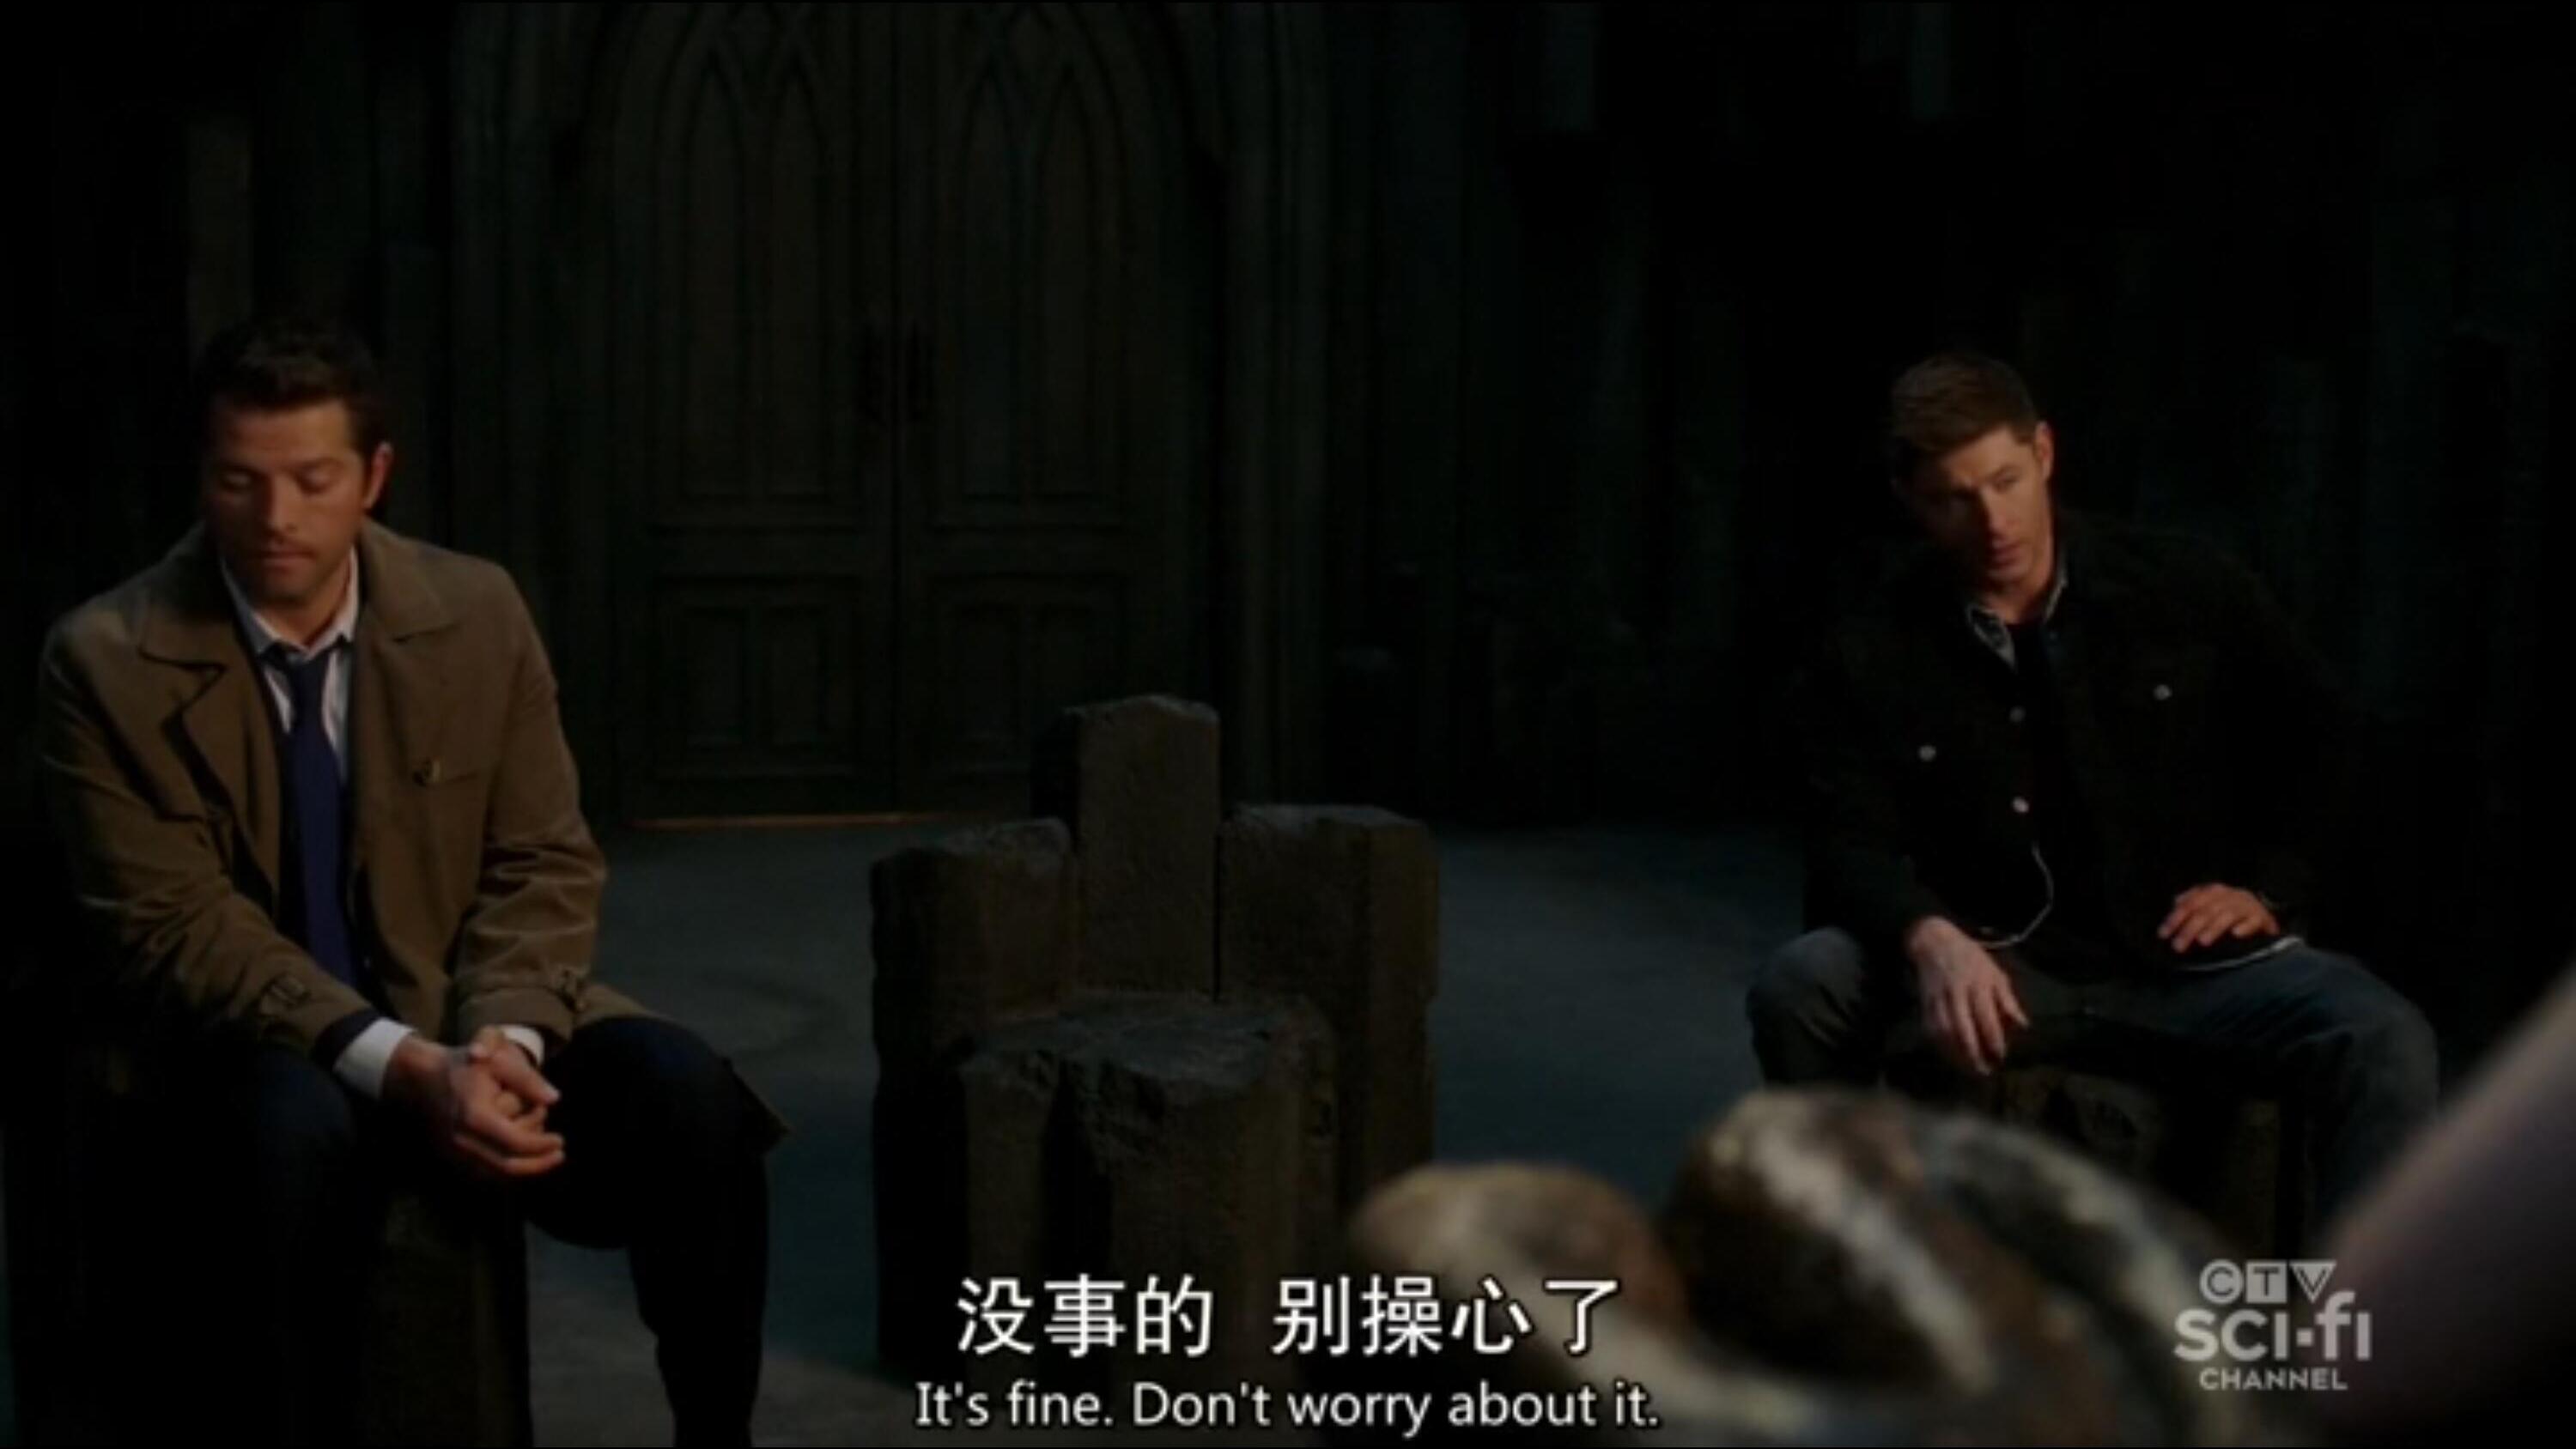 没事的 别操心了
It's fine. Don't worry about it.
CTV
SCI-FI
CHANNEL